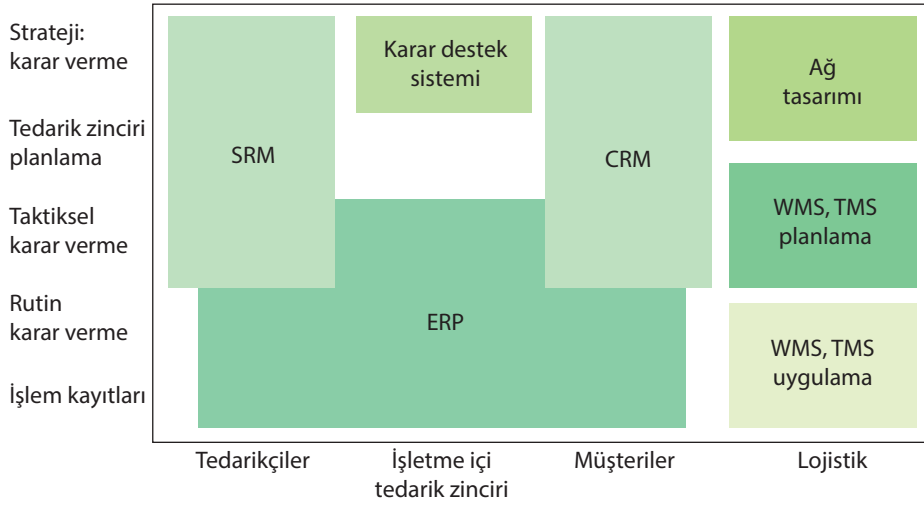 Strateji:
karar verme
Tedarik zinciri
planlama
Taktiksel
karar verme
Rutin
karar verme
İşlem kayıtları
SRM
Karar destek
sistemi
CRM
ERP
Ağ
tasarımı
WMS, TMS
planlama
WMS, TMS
uygulama
Tedarikçiler
İşletme içi
tedarik zinciri
Müşteriler
Lojistik